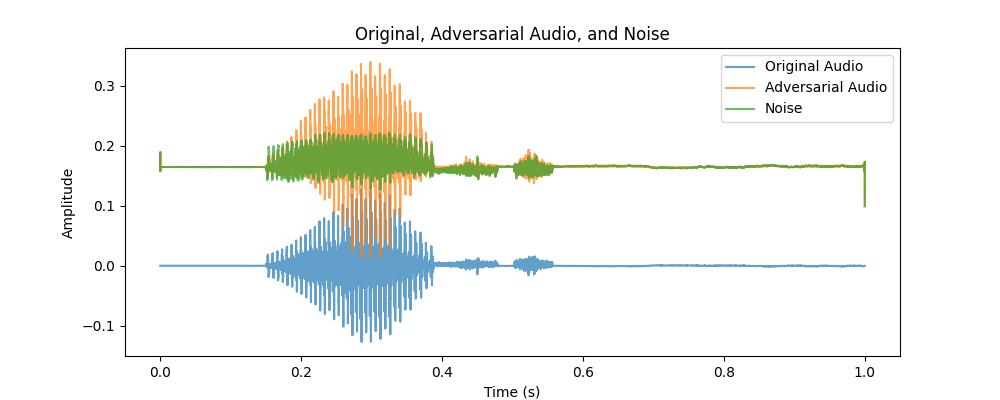 Original, Adversarial Audio, and Noise
Original Audio
Adversarial Audio
Noise
Amplitude
0.3
0.2
0.1
0.0
−0.1
0.0 0.2 0.4 0.6 0.8 1.0
Time (s)